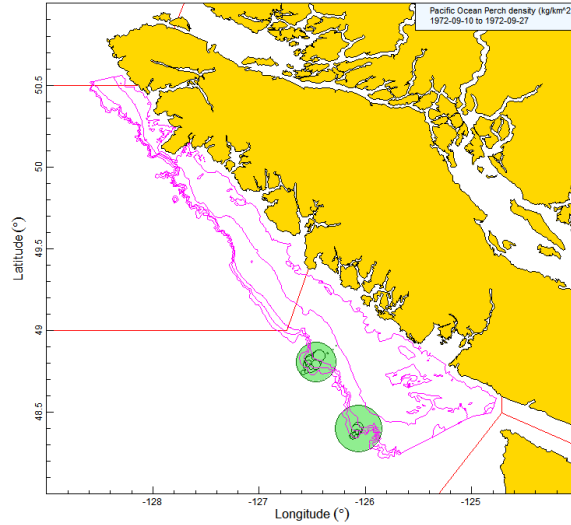 Pacific Ocean Perch density (kg/km^2
1972-09-10 to 1972-09-27
50.5
50
49.5
49
48.5
Latitude (°)
-128
-127
-126
-125
Longitude (°)